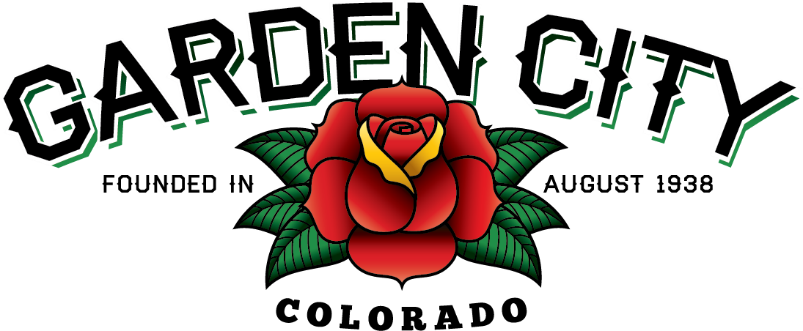 GARDEN CITY
FOUNDED IN AUGUST 1938
COLORADO